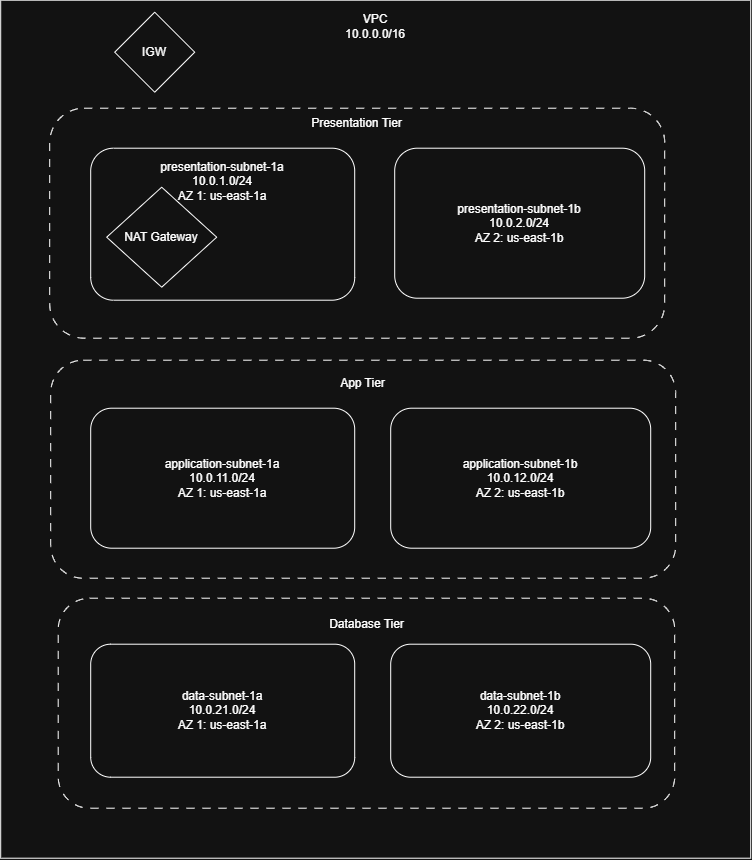 VPC
10.0.0.0/16
IGW
Presentation Tier
presentation-subnet-1a
10.0.1.0/24
AZ 1: us-east-1a
NAT Gateway
presentation-subnet-1b
10.0.2.0/24
AZ 2: us-east-1b
App Tier
application-subnet-1a
10.0.11.0/24
AZ 1: us-east-1a
application-subnet-1b
10.0.12.0/24
AZ 2: us-east-1b
Database Tier
data-subnet-1a
10.0.21.0/24
AZ 1: us-east-1a
data-subnet-1b
10.0.22.0/24
AZ 2: us-east-1b